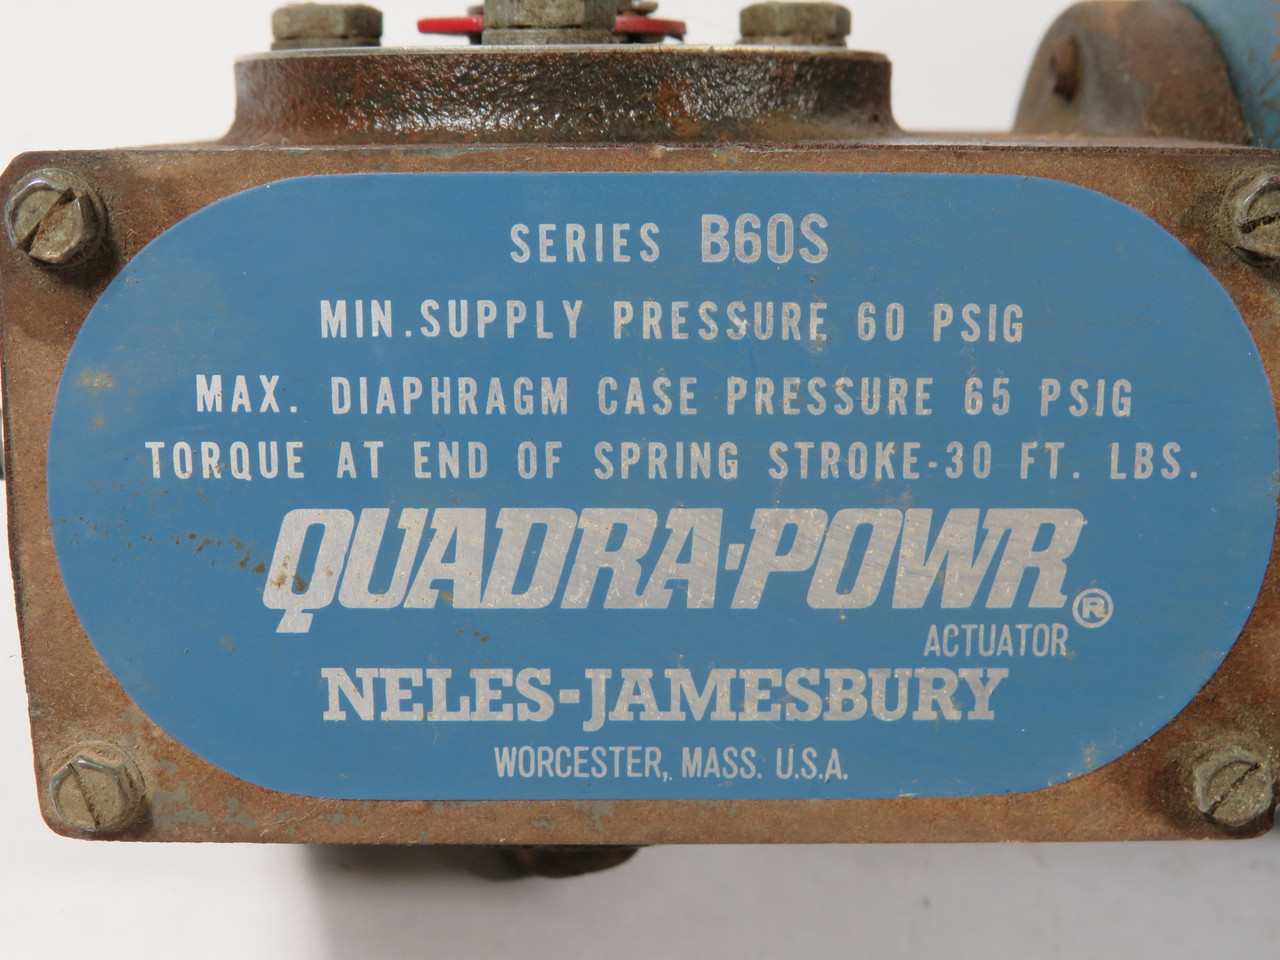 SERIES B60S
MIN. SUPPLY PRESSURE 60 PSIG
MAX. DIAPHRAGM CASE PRESSURE 65 PSIG
TORQUE AT END OF SPRING STROKE-30 FT. LBS.
QUADRA-POWR®
ACTUATOR
NELES-JAMESBURY
WORCESTER, MASS. U.S.A.